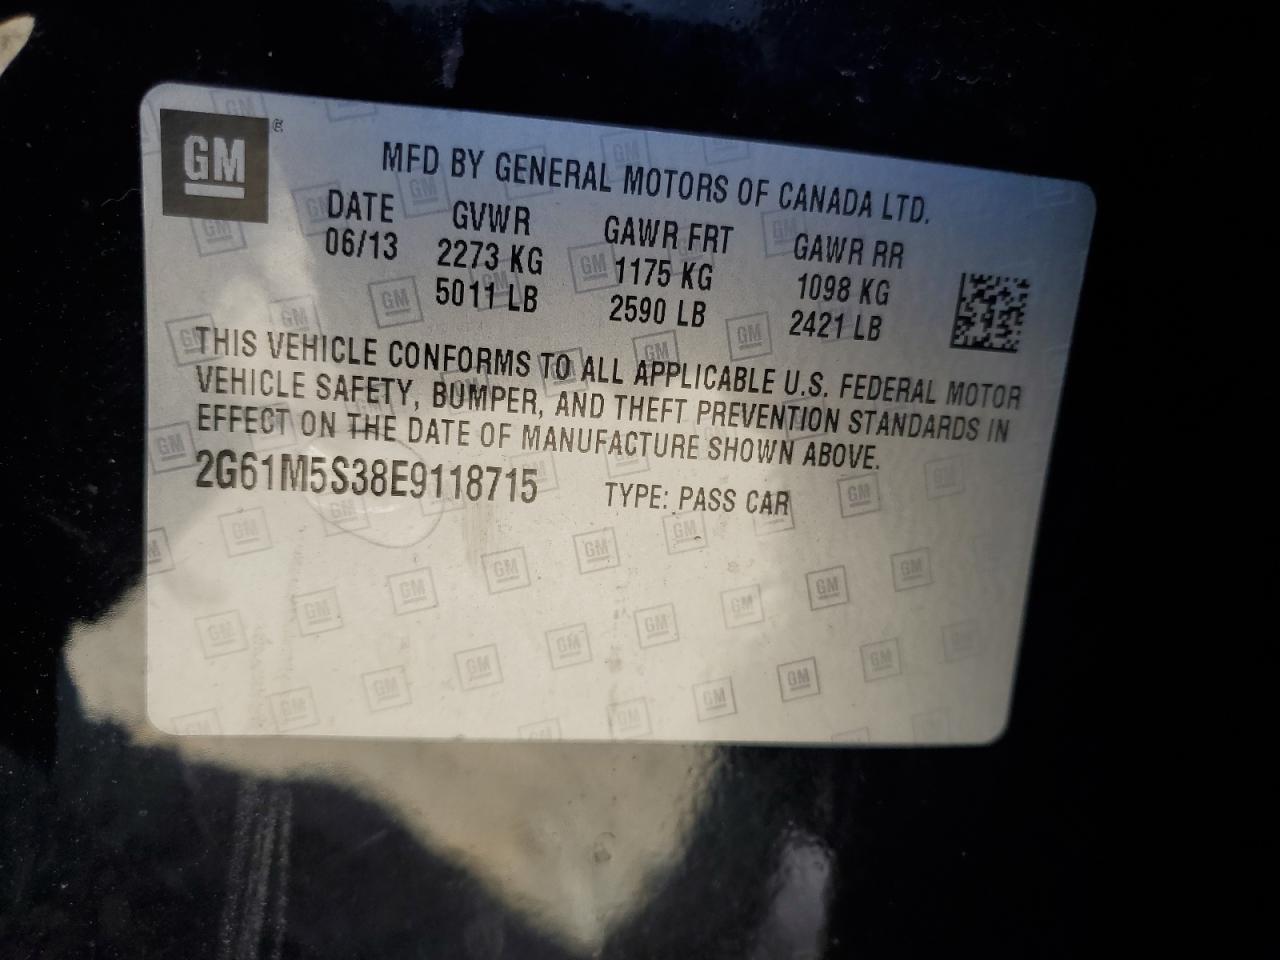 GM
MFD BY GENERAL MOTORS OF CANADA LTD.
DATE GVWR GAWR FRT GAWR RR
06/13 2273 KG 1175 KG 1098 KG
5011 LB 2590 LB 2421 LB
THIS VEHICLE CONFORMS TO ALL APPLICABLE U.S. FEDERAL MOTOR
VEHICLE SAFETY, BUMPER, AND THEFT PREVENTION STANDARDS IN
EFFECT ON THE DATE OF MANUFACTURE SHOWN ABOVE.
2G61M5S38E9118715 TYPE: PASS CAR